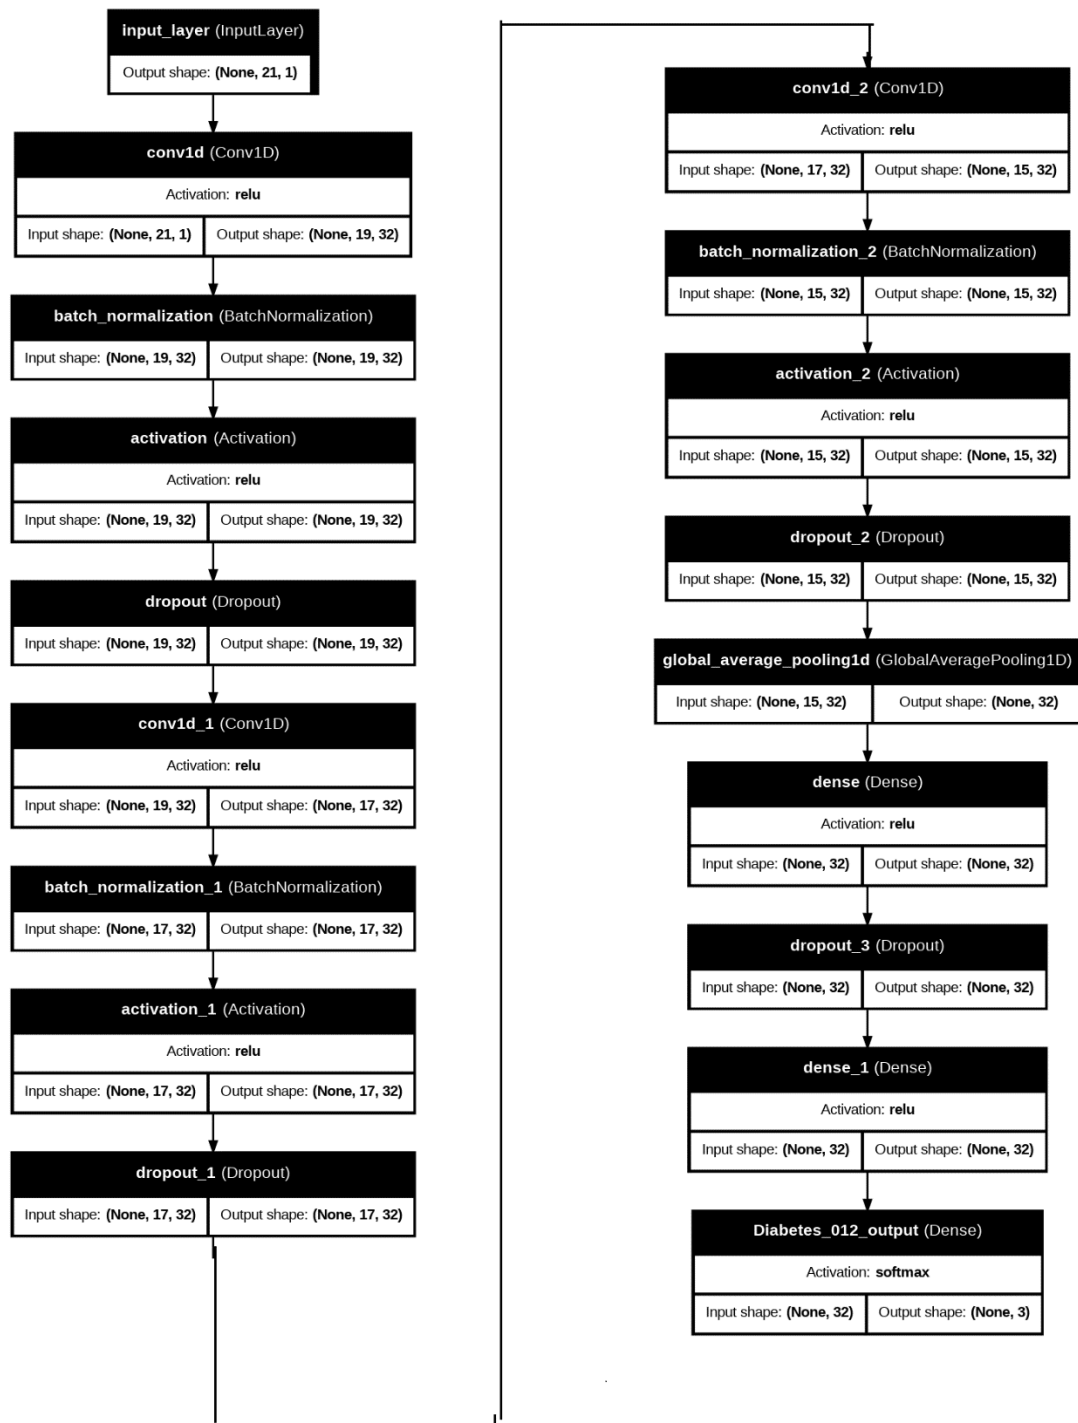 input_layer (InputLayer)
Output shape: (None, 21, 1)
conv1d (Conv1D)
Activation: relu
Input shape: (None, 21, 1) Output shape: (None, 19, 32)
batch_normalization (BatchNormalization)
Input shape: (None, 19, 32) Output shape: (None, 19, 32)
activation (Activation)
Activation: relu
Input shape: (None, 19, 32) Output shape: (None, 19, 32)
dropout (Dropout)
Input shape: (None, 19, 32) Output shape: (None, 19, 32)
conv1d_1 (Conv1D)
Activation: relu
Input shape: (None, 19, 32) Output shape: (None, 17, 32)
batch_normalization_1 (BatchNormalization)
Input shape: (None, 17, 32) Output shape: (None, 17, 32)
activation_1 (Activation)
Activation: relu
Input shape: (None, 17, 32) Output shape: (None, 17, 32)
dropout_1 (Dropout)
Input shape: (None, 17, 32) Output shape: (None, 17, 32)
conv1d_2 (Conv1D)
Activation: relu
Input shape: (None, 17, 32) Output shape: (None, 15, 32)
batch_normalization_2 (BatchNormalization)
Input shape: (None, 15, 32) Output shape: (None, 15, 32)
activation_2 (Activation)
Activation: relu
Input shape: (None, 15, 32) Output shape: (None, 15, 32)
dropout_2 (Dropout)
Input shape: (None, 15, 32) Output shape: (None, 15, 32)
global_average_pooling1d (GlobalAveragePooling1D)
Input shape: (None, 15, 32) Output shape: (None, 32)
dense (Dense)
Activation: relu
Input shape: (None, 32) Output shape: (None, 32)
dropout_3 (Dropout)
Input shape: (None, 32) Output shape: (None, 32)
dense_1 (Dense)
Activation: relu
Input shape: (None, 32) Output shape: (None, 32)
Diabetes_012_output (Dense)
Activation: softmax
Input shape: (None, 32) Output shape: (None, 3)